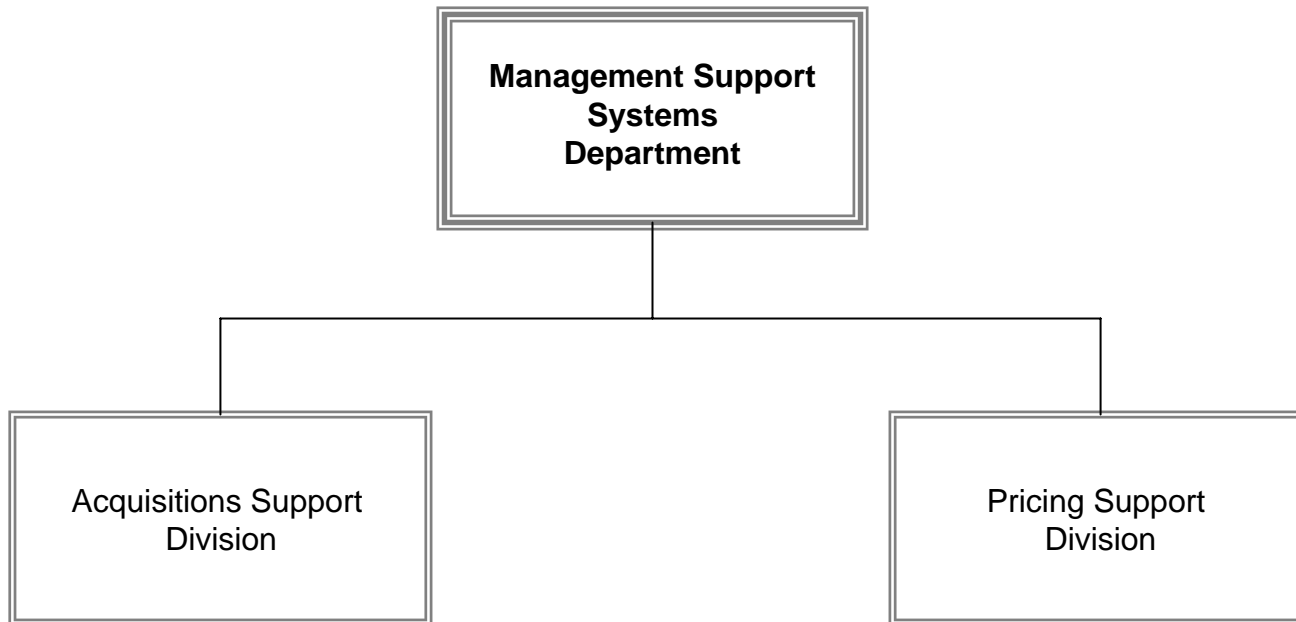 Management Support
Systems
Department
Acquisitions Support
Division
Pricing Support
Division